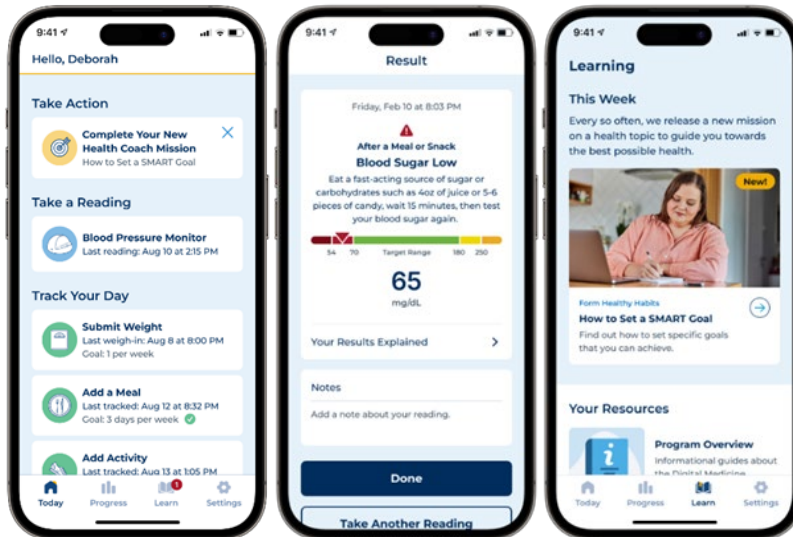 9:41
Hello, Deborah
Take Action
Complete Your New
Health Coach Mission
How to Set a SMART Goal
Take a Reading
Blood Pressure Monitor
Last reading: Aug 10 at 2:15 PM
Track Your Day
Submit Weight
Last weigh-in: Aug 8 at 8:00 PM
Goal: 1 per week
Add a Meal
Last tracked: Aug 12 at 8:32 PM
Goal: 3 days per week
Add Activity
Last tracked: Aug 13 at 1:05 PM
1
Today Progress Learn Settings
9:41
Result
Friday, Feb 10 at 8:03 PM
After a Meal or Snack
Blood Sugar Low
Eat a fast-acting source of sugar or
carbohydrates such as 4oz of juice or 5-6
pieces of candy, wait 15 minutes, then test
your blood sugar again.
54 70 Target Range 180 250
65
mg/dL
Your Results Explained
Notes
Add a note about your reading.
Done
Take Another Reading
9:41
Learning
This Week
Every so often, we release a new mission
on a health topic to guide you towards
the best possible health.
New!
Form Healthy Habits
How to Set a SMART Goal
Find out how to set specific goals
that you can achieve.
Your Resources
Program Overview
Informational guides about
the Digital Medicine
Today Progress Learn Settings